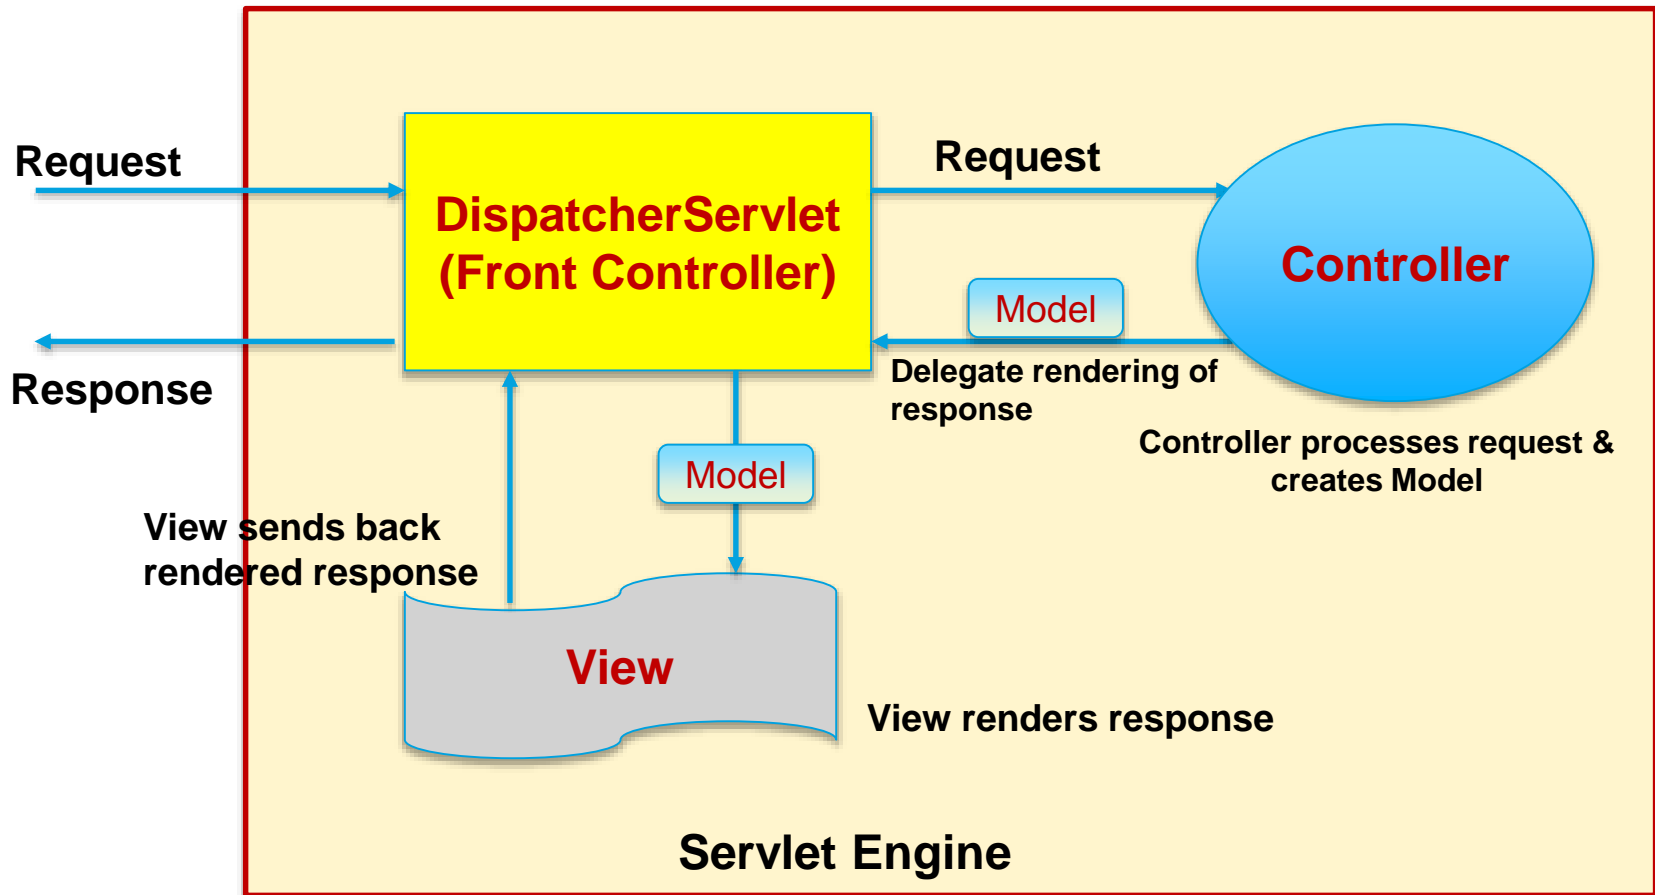 Request
Response
DispatcherServlet
(Front Controller)
Request
Controller
Model
Delegate rendering of
response
Controller processes request &
creates Model
Model
View sends back
rendered response
View
View renders response
Servlet Engine